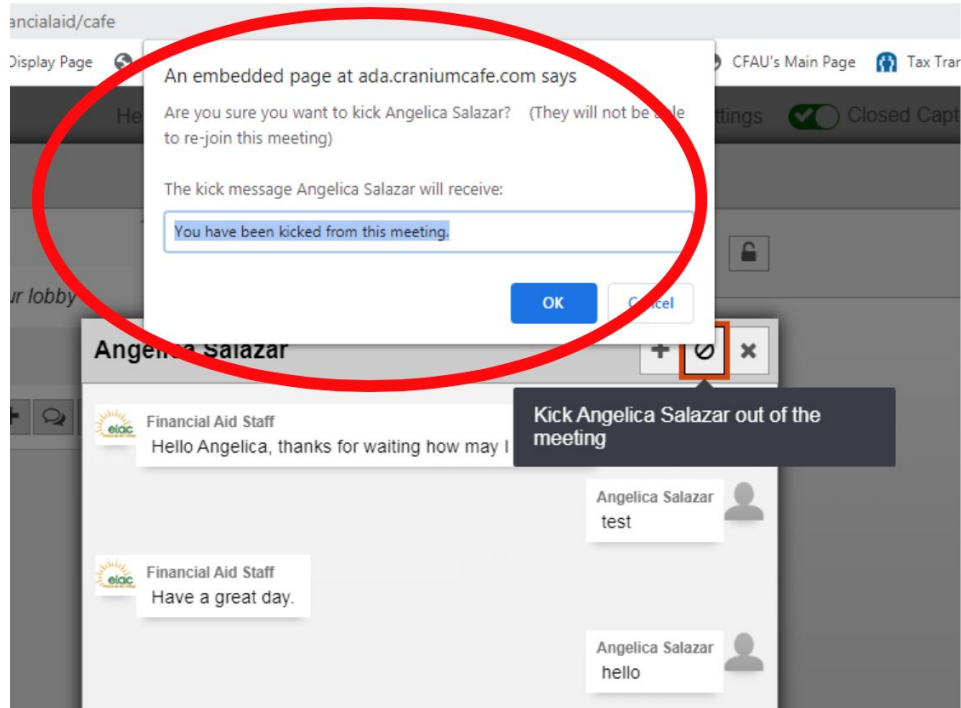 ancialaid/cafe
Display Page
CFAU's Main Page
Tax Tran
An embedded page at ada.craniumcafe.com says
Are you sure you want to kick Angelica Salazar? (They will not be able
to re-join this meeting)
He
ttings
Closed Capt
The kick message Angelica Salazar will receive:
You have been kicked from this meeting.
ur lobby
OK
Cancel
Angelica Salazar
Kick Angelica Salazar out of the
meeting
elac
Financial Aid Staff
Hello Angelica, thanks for waiting how may I
Angelica Salazar
test
elac
Financial Aid Staff
Have a great day.
Angelica Salazar
hello